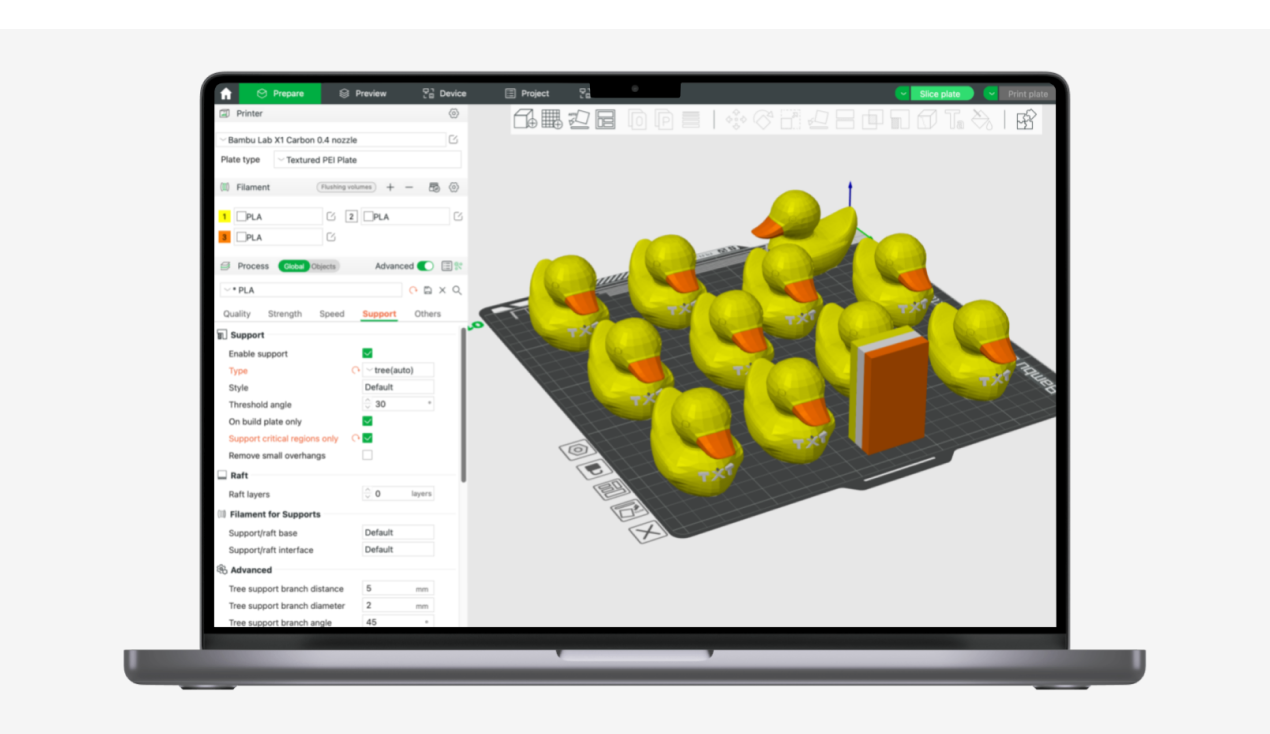 Prepare
Preview
Device
Project
Slice plate
Print plate
Printer
Bambu Lab X1 Carbon 0.4 nozzle
Plate type Textured PEI Plate
Filament Flushing volumes
1 PLA 2 PLA
3 PLA
Process Global Objects Advanced
* PLA
Quality Strength Speed Support Others
Support
Enable support
Type tree(auto)
Style Default
Threshold angle 30 °
On build plate only
Support critical regions only
Remove small overhangs
Raft
Raft layers 0 layers
Filament for Supports
Support/raft base Default
Support/raft interface Default
Advanced
Tree support branch distance 5 mm
Tree support branch diameter 2 mm
Tree support branch angle 45 °
TXT
TXT
TXT
TXT
TXT
TXT
TXT
TXT
Bambu